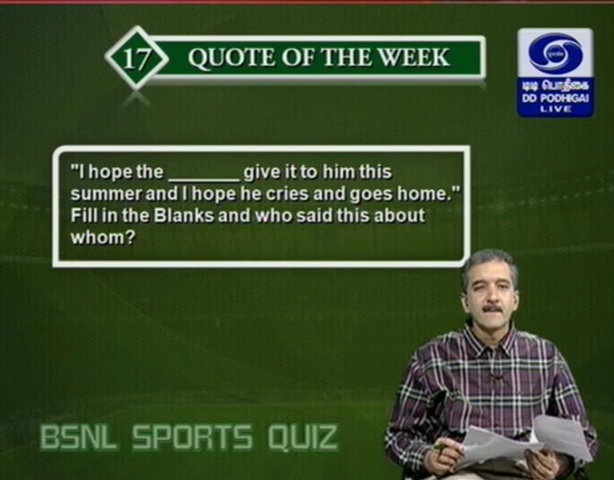 17 QUOTE OF THE WEEK
டிடி பொதிகை
DD PODHIGAI
LIVE
"I hope the _______ give it to him this
summer and I hope he cries and goes home."
Fill in the Blanks and who said this about
whom?
BSNL SPORTS QUIZ